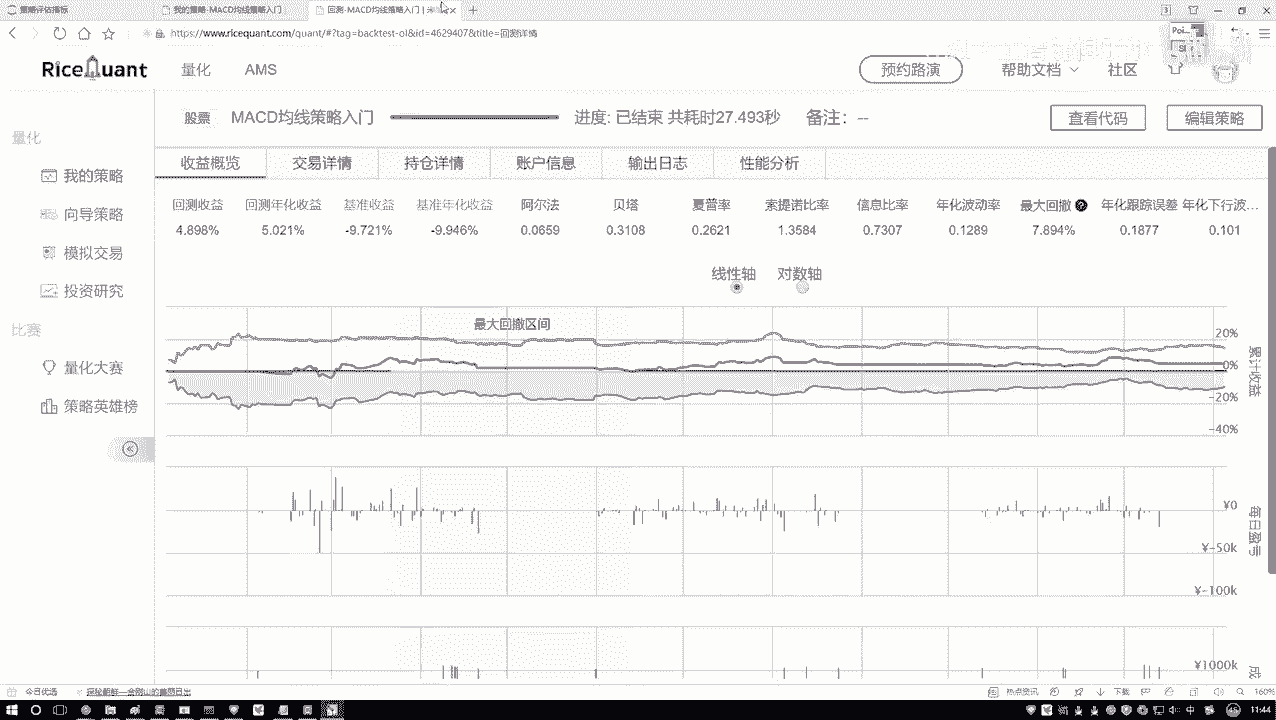 策略评估指标
我的策略-MACD均线策略入门
回测-MACD均线策略入门
https://www.ricequant.com/quant/#?tag=backtest-ol&id=4629407&title=回测详情
RiceQuant 量化 AMS 预约路演 帮助文档 社区
股票 MACD均线策略入门 进度: 已结束 共耗时27.493秒 备注: -- 查看代码 编辑策略
量化
我的策略
向导策略
模拟交易
投资研究
比赛
量化大赛
策略英雄榜
收益概览 交易详情 持仓详情 账户信息 输出日志 性能分析
回测收益 回测年化收益 基准收益 基准年化收益 阿尔法 贝塔 夏普率 索提诺比率 信息比率 年化波动率 最大回撤 年化跟踪误差 年化下行波...
4.898% 5.021% -9.721% -9.946% 0.0659 0.3108 0.2621 1.3584 0.7307 0.1289 7.894% 0.1877 0.101
线性轴 对数轴
最大回撤区间
20%
0%
-20%
-40%
累计收益
¥0
¥-50k
¥-100k
每日盈亏
¥1000k
成
今日优选
热点资讯 下载 160%
中 11:44